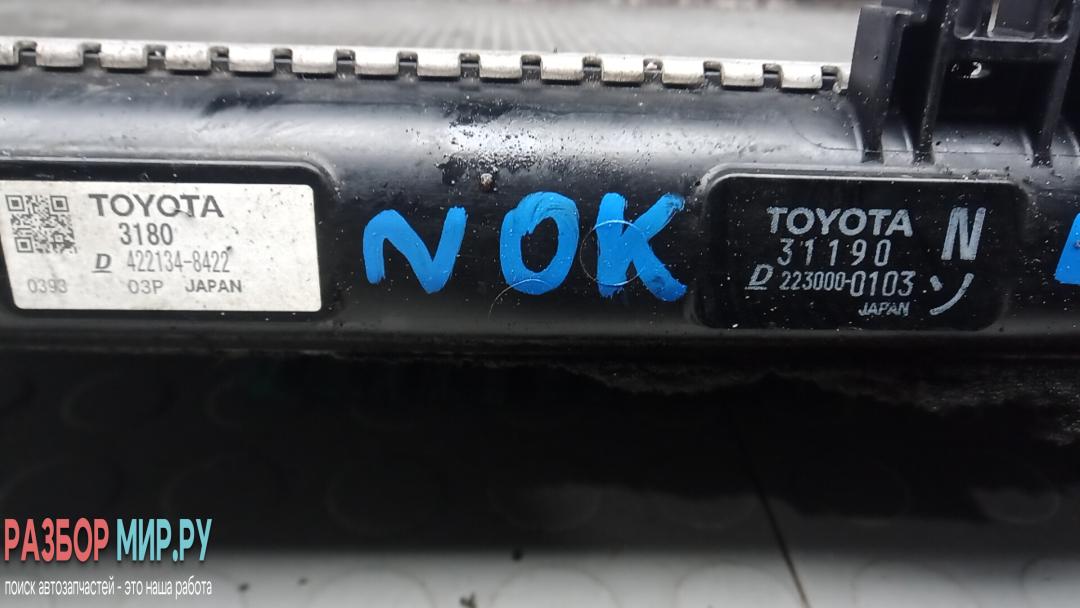 TOYOTA
3180
D 422134-8422
0393 03P JAPAN
NOK
TOYOTA N
31190
D 223000-0103
JAPAN
РАЗБОР МИР.РУ
поиск автозапчастей - это наша работа